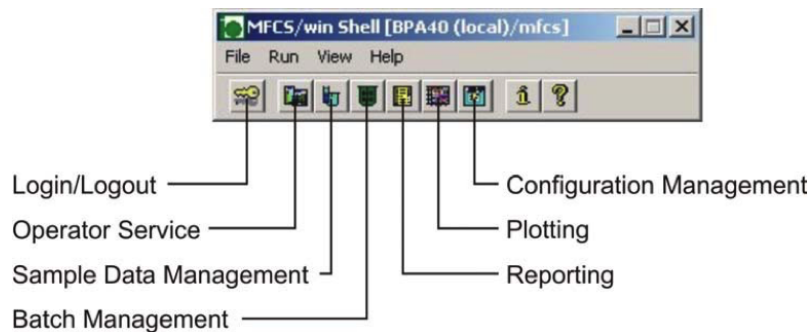 MFCS/win Shell [BPA40 (local)/mfcs]
File Run View Help
Login/Logout
Operator Service
Sample Data Management
Batch Management
Configuration Management
Plotting
Reporting